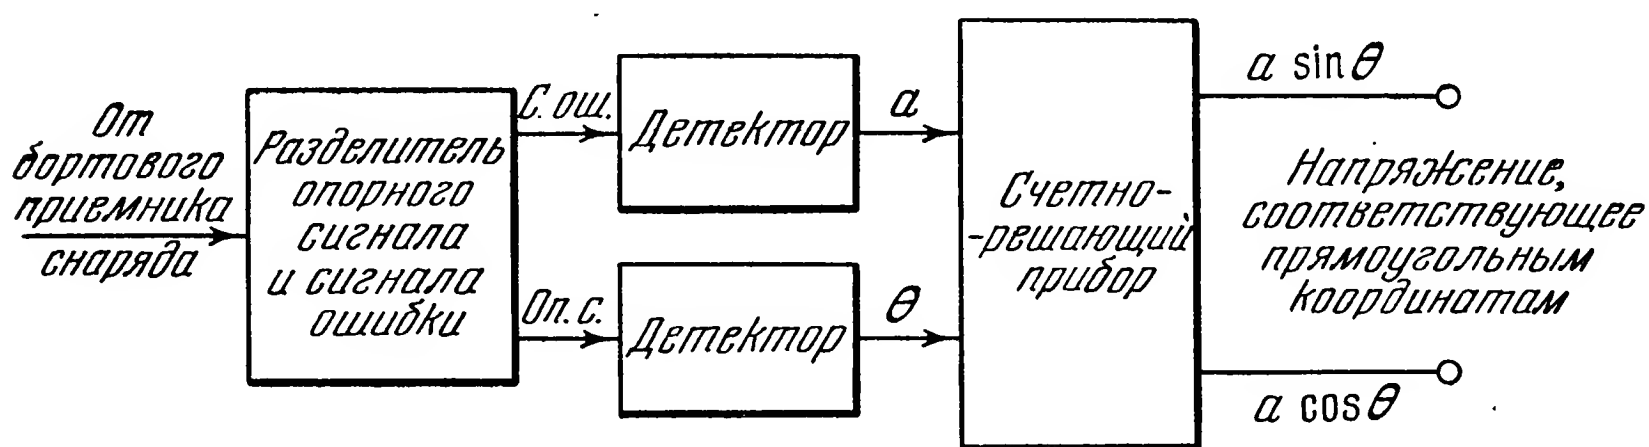 От
бортового
приемника
снаряда
Разделитель
опорного
сигнала
и сигнала
ошибки
С. ош.
Оп. с.
Детектор
Детектор
a
θ
Счетно-
-решающий
прибор
a sin θ
Напряжение,
соответствующее
прямоугольным
координатам
a cos θ